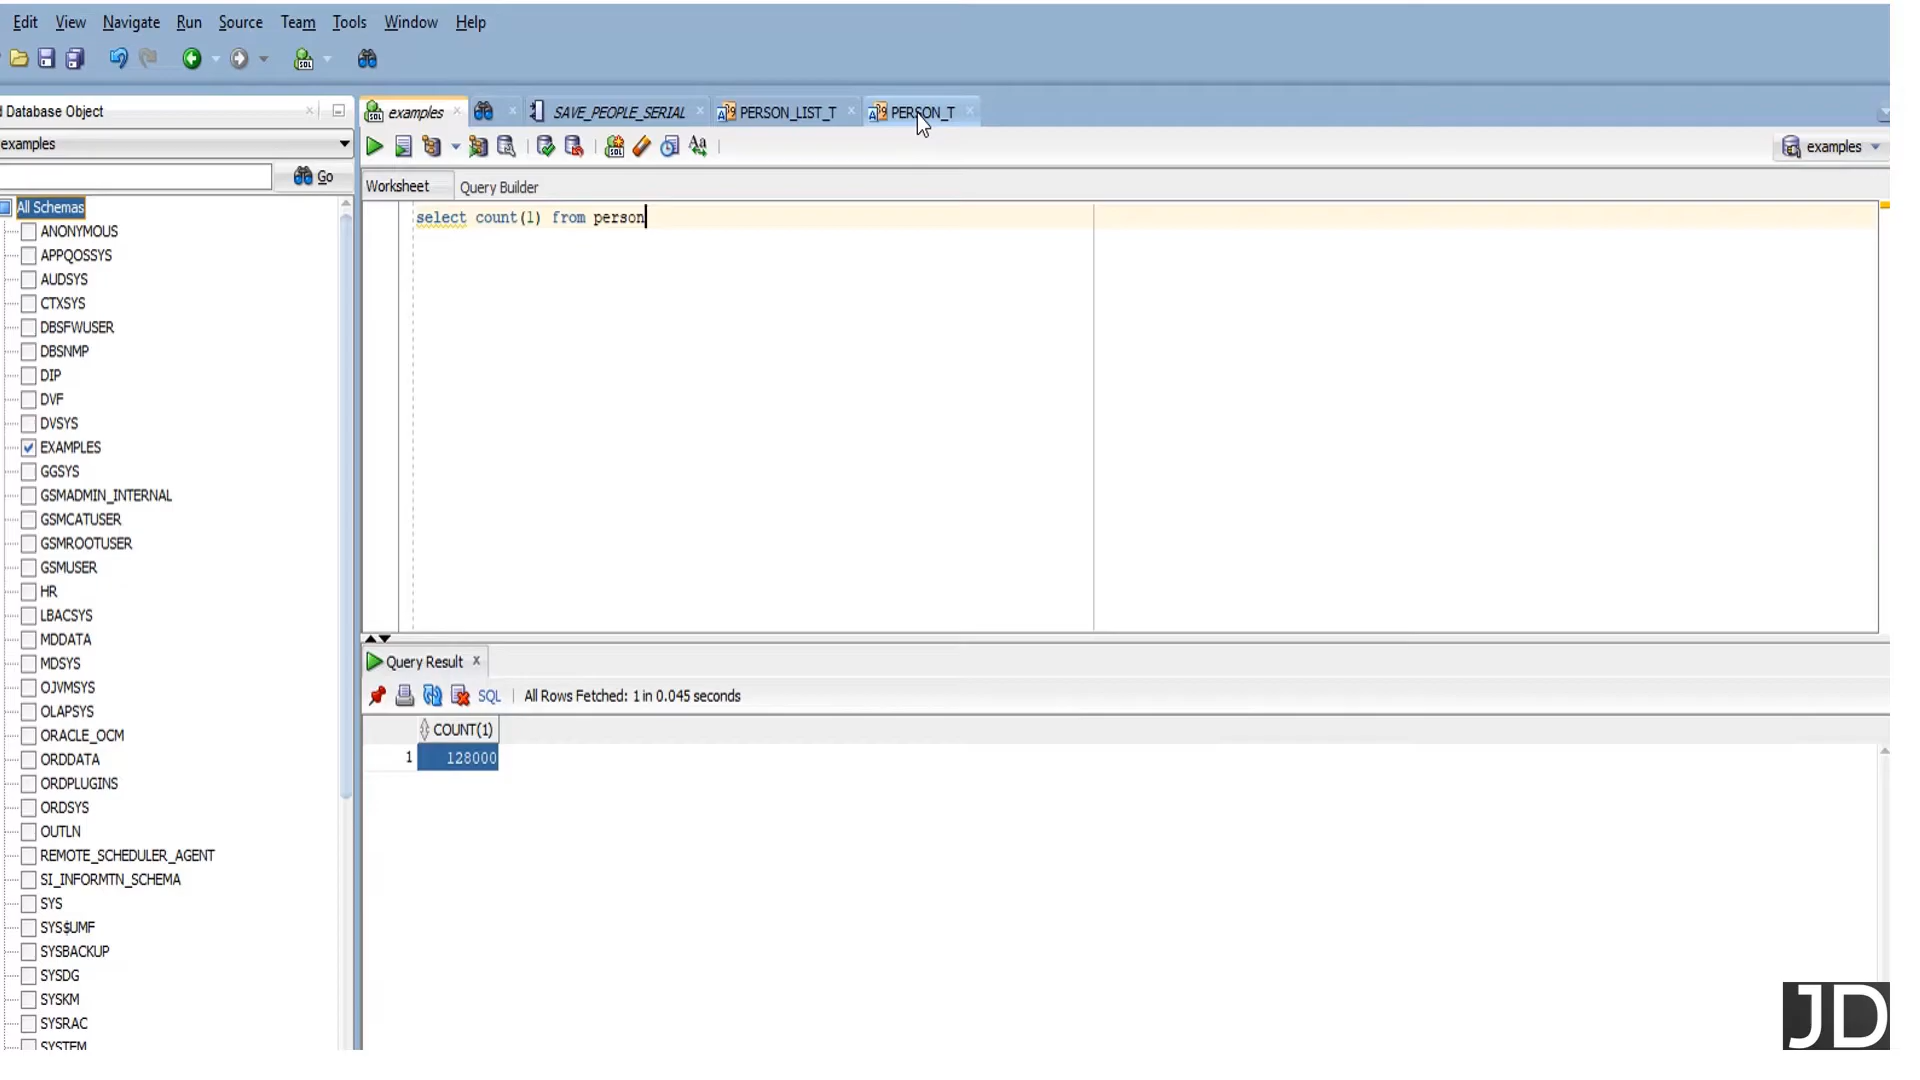 Edit View Navigate Run Source Team Tools Window Help
Database Object
examples SAVE_PEOPLE_SERIAL PERSON_LIST_T PERSON_T
examples
examples
Go
Worksheet Query Builder
select count(1) from person
All Schemas
ANONYMOUS
APPQOSSYS
AUDSYS
CTXSYS
DBSFWUSER
DBSNMP
DIP
DVF
DVSYS
EXAMPLES
GGSYS
GSMADMIN_INTERNAL
GSMCATUSER
GSMROOTUSER
GSMUSER
HR
LBACSYS
MDDATA
MDSYS
OJVMSYS
OLAPSYS
ORACLE_OCM
ORDDATA
ORDPLUGINS
ORDSYS
OUTLN
REMOTE_SCHEDULER_AGENT
SI_INFORMTN_SCHEMA
SYS
SYS$UMF
SYSBACKUP
SYSDG
SYSKM
SYSRAC
SYSTEM
Query Result
SQL All Rows Fetched: 1 in 0.045 seconds
COUNT(1)
1 128000
JD